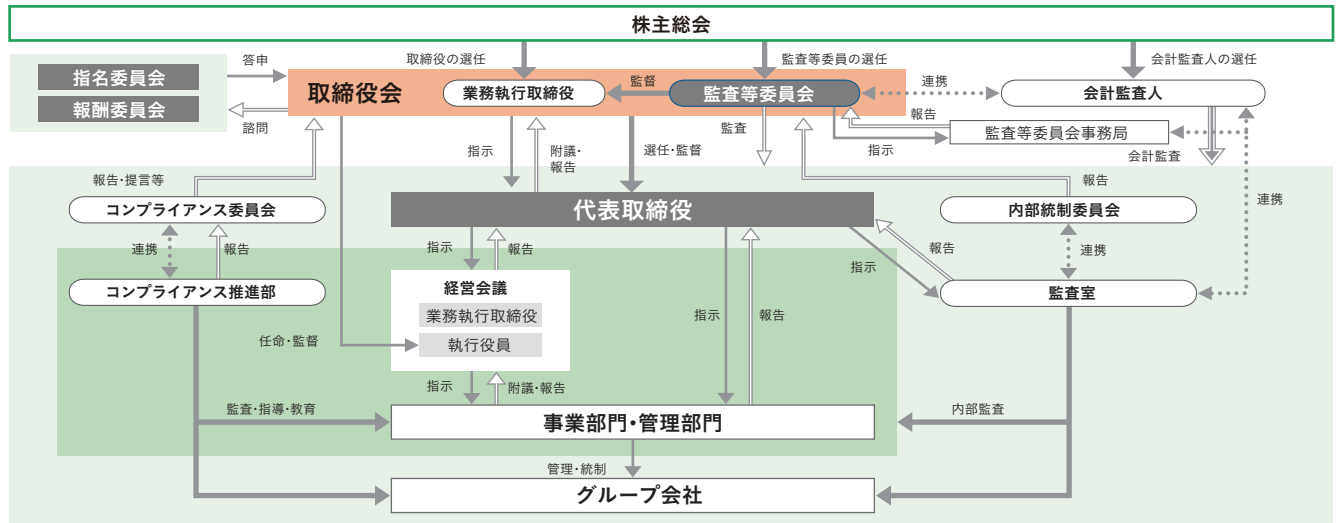 株主総会
答申
取締役の選任
監査等委員の選任
会計監査人の選任
指名委員会
報酬委員会
諮問
取締役会
業務執行取締役
監督
監査等委員会
連携
会計監査人
報告
監査等委員会事務局
指示
監査
会計監査
指示
附議・
報告
選任・監督
報告・提言等
報告
連携
コンプライアンス委員会
代表取締役
内部統制委員会
連携
報告
指示
報告
指示
報告
連携
コンプライアンス推進部
経営会議
業務執行取締役
執行役員
監査室
任命・監督
指示
報告
指示
附議・報告
監査・指導・教育
事業部門・管理部門
内部監査
管理・統制
グループ会社